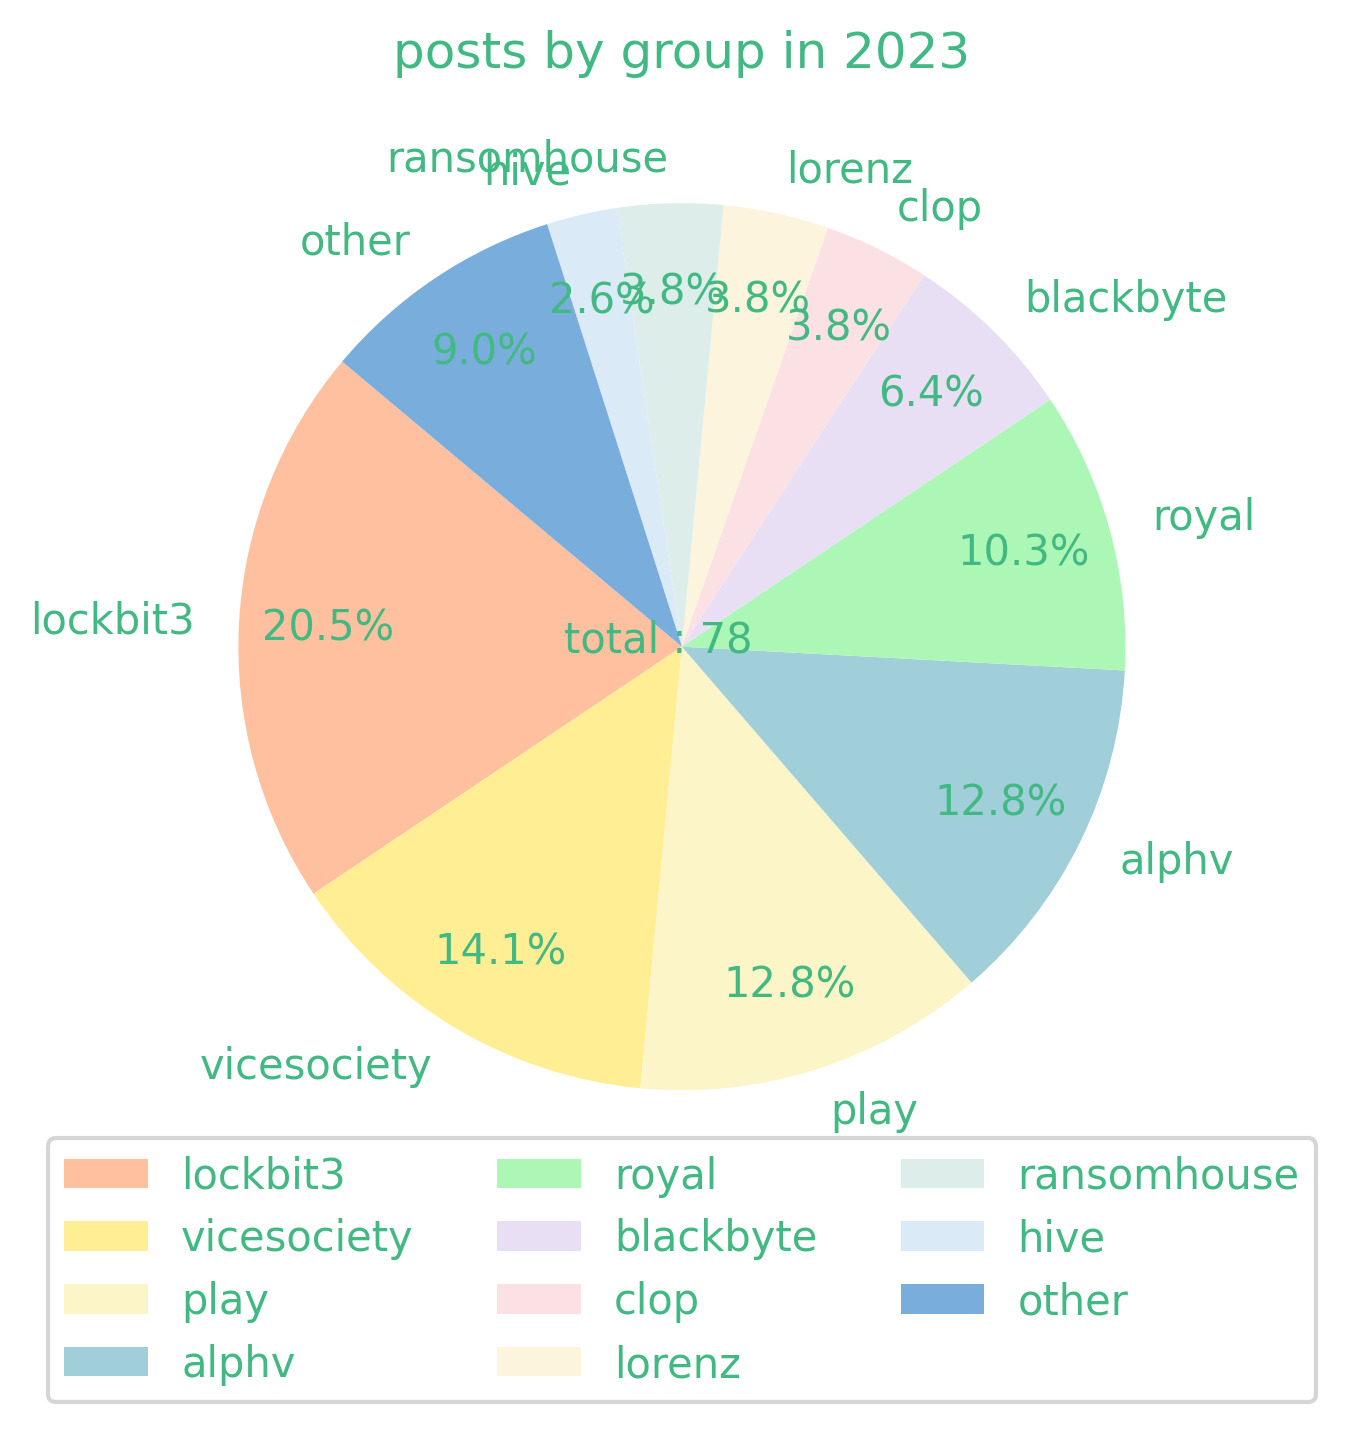 posts by group in 2023
ransomhouse
hive
lorenz
clop
other
blackbyte
2.6%
3.8%
3.8%
3.8%
9.0%
6.4%
royal
10.3%
lockbit3
20.5%
total : 78
12.8%
alphv
14.1%
12.8%
vicesociety
play
lockbit3
vicesociety
play
alphv
royal
blackbyte
clop
lorenz
ransomhouse
hive
other